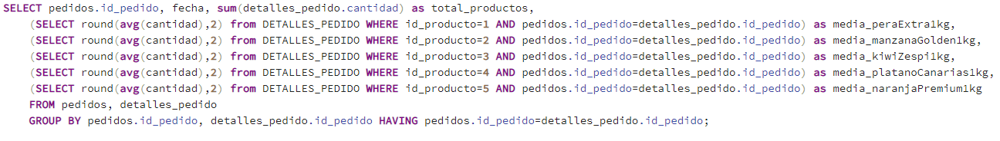 SELECT pedidos.id_pedido, fecha, sum(detalles_pedido.cantidad) as total_productos,
(SELECT round(avg(cantidad),2) from DETALLES_PEDIDO WHERE id_producto=1 AND pedidos.id_pedido=detalles_pedido.id_pedido) as media_peraExtra1kg,
(SELECT round(avg(cantidad),2) from DETALLES_PEDIDO WHERE id_producto=2 AND pedidos.id_pedido=detalles_pedido.id_pedido) as media_manzanaGolden1kg,
(SELECT round(avg(cantidad),2) from DETALLES_PEDIDO WHERE id_producto=3 AND pedidos.id_pedido=detalles_pedido.id_pedido) as media_kiwiZespi1kg,
(SELECT round(avg(cantidad),2) from DETALLES_PEDIDO WHERE id_producto=4 AND pedidos.id_pedido=detalles_pedido.id_pedido) as media_platanoCanarias1kg,
(SELECT round(avg(cantidad),2) from DETALLES_PEDIDO WHERE id_producto=5 AND pedidos.id_pedido=detalles_pedido.id_pedido) as media_naranjaPremium1kg
FROM pedidos, detalles_pedido
GROUP BY pedidos.id_pedido, detalles_pedido.id_pedido HAVING pedidos.id_pedido=detalles_pedido.id_pedido;